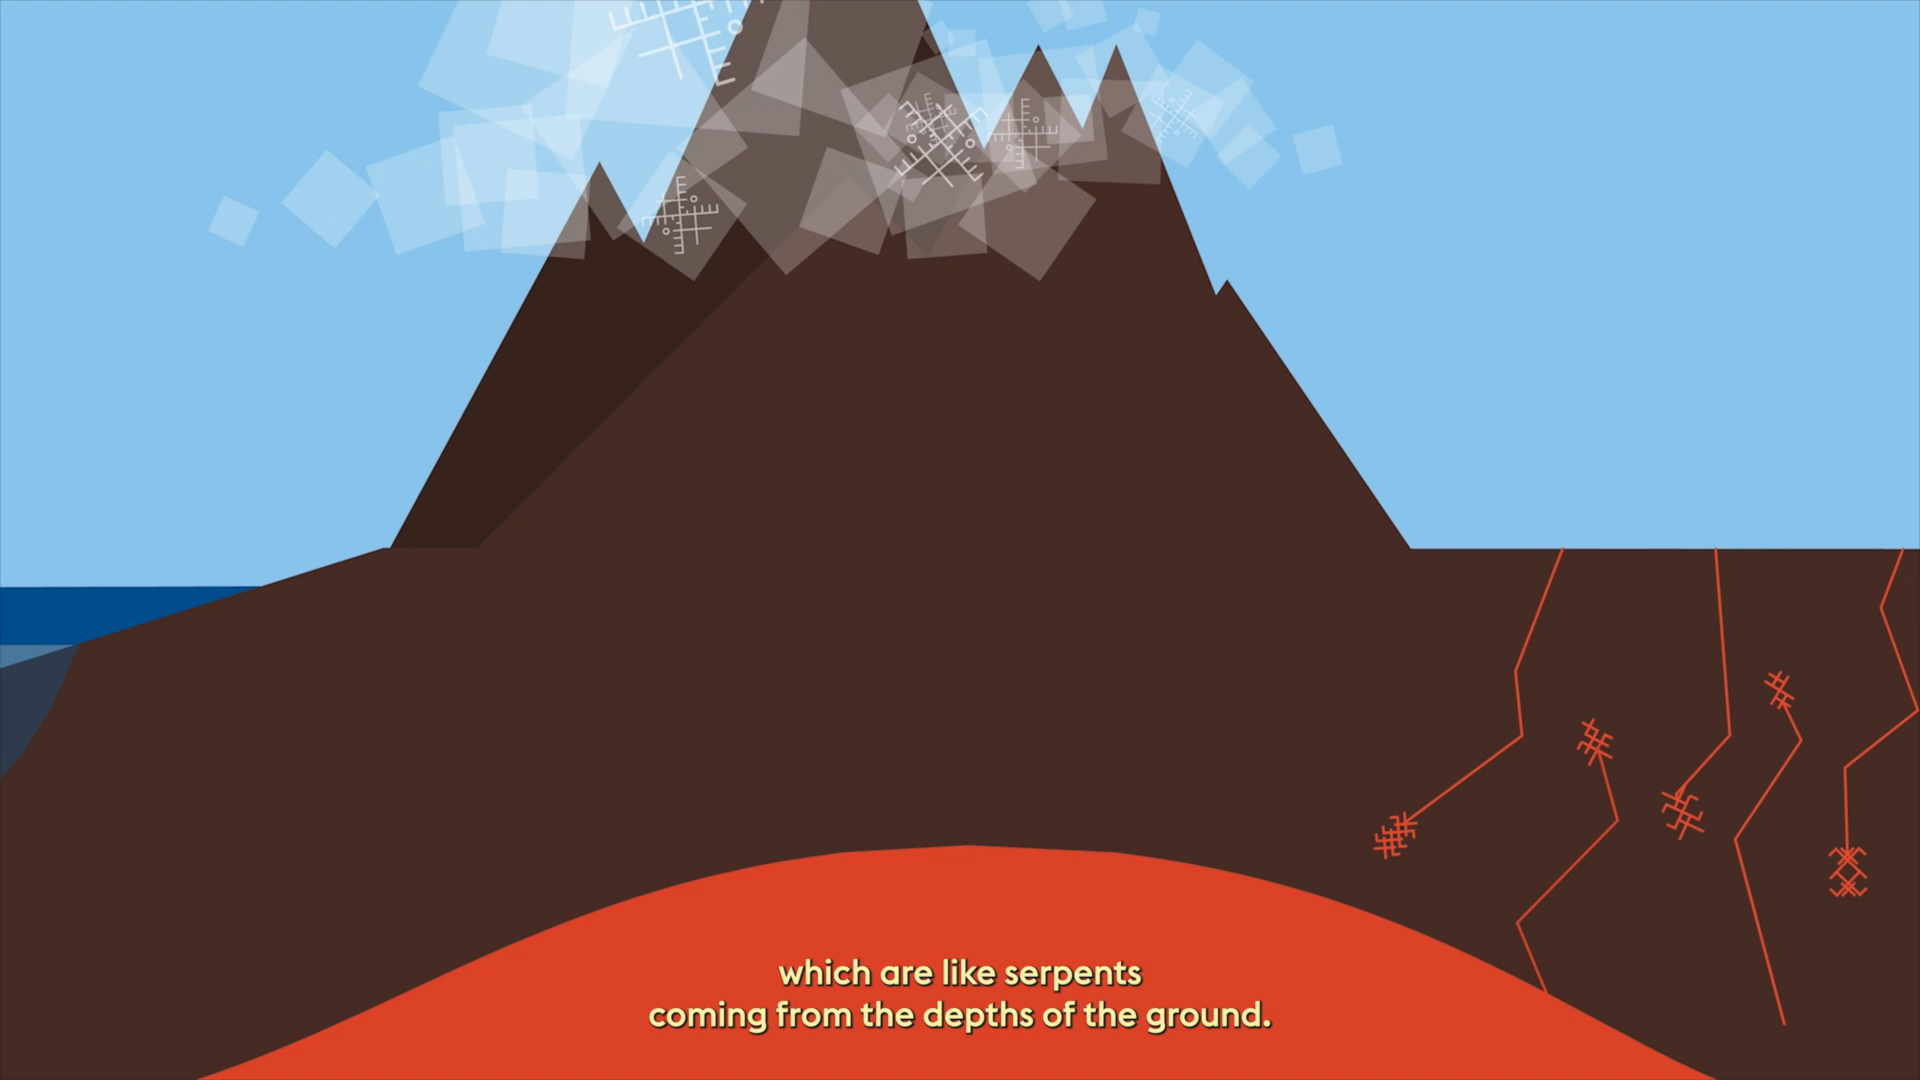 which are like serpents
coming from the depths of the ground.